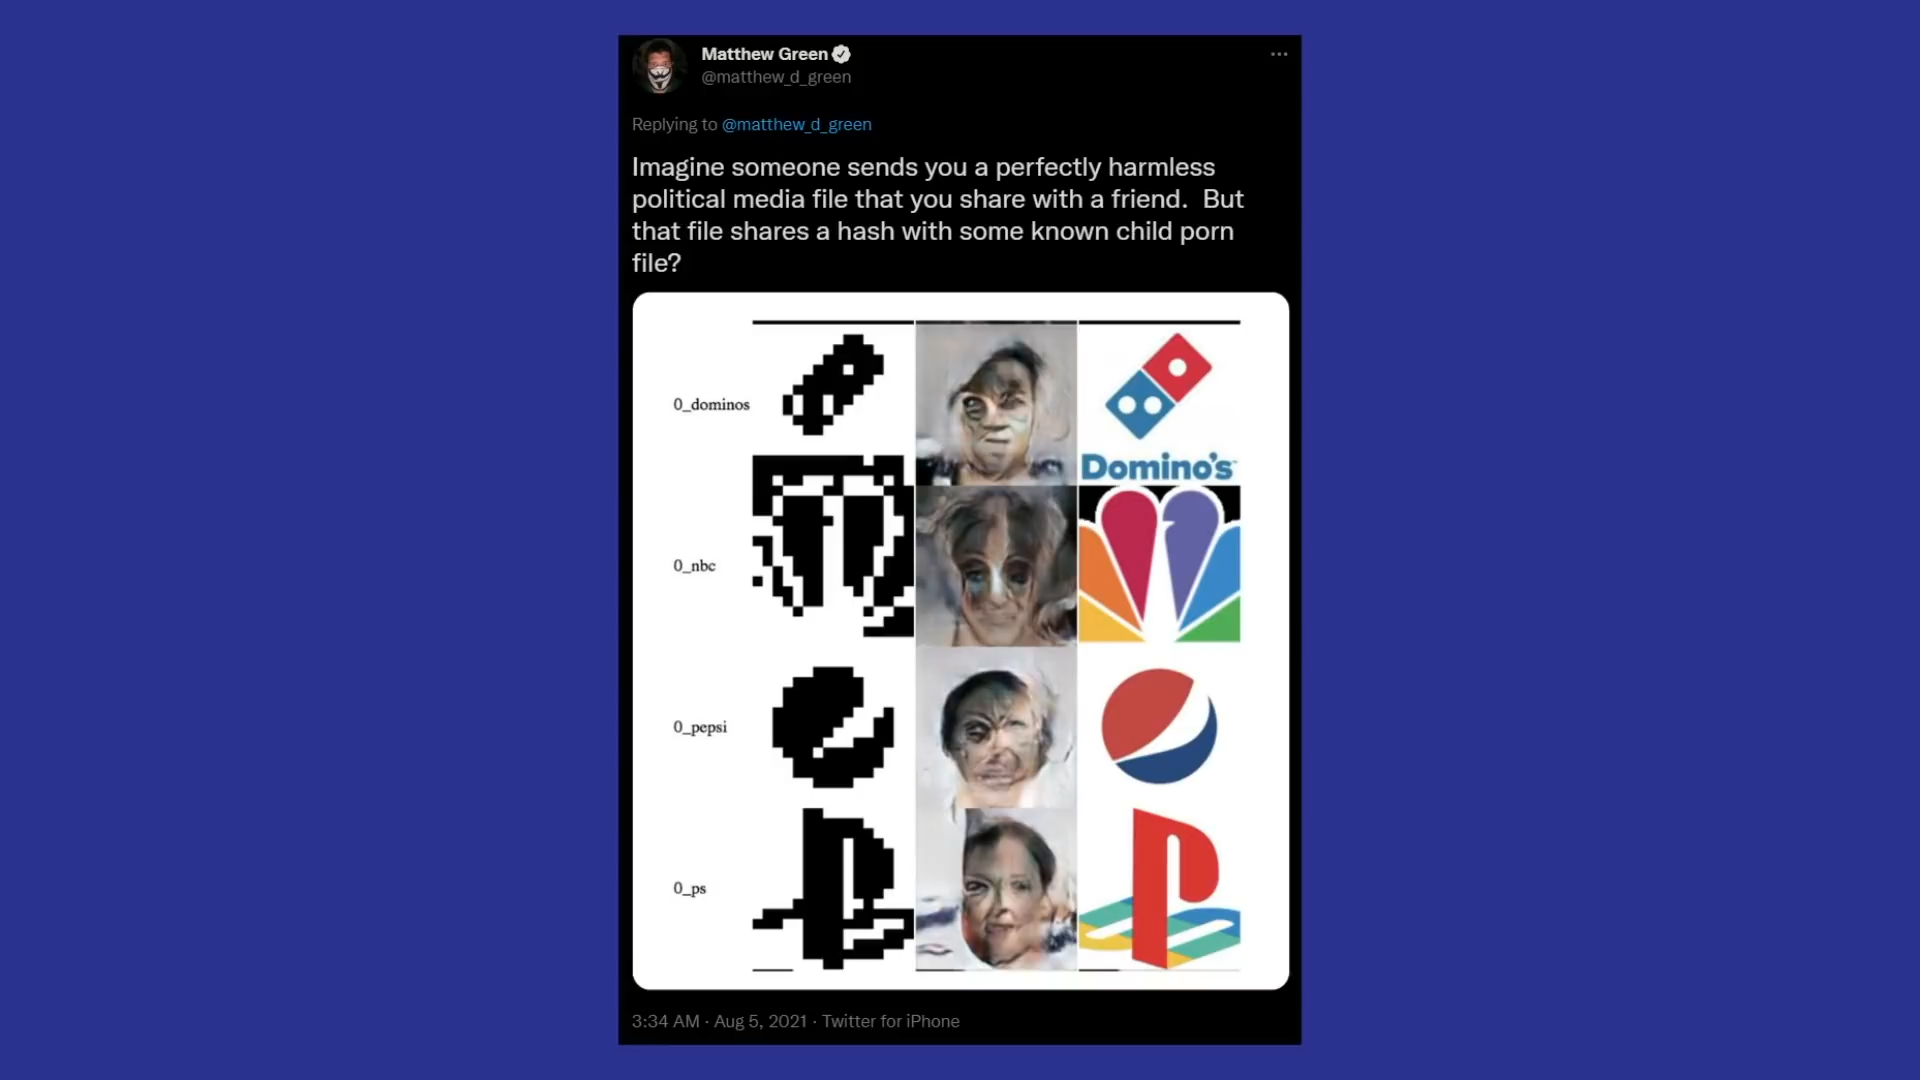 Matthew Green
@matthew_d_green
Replying to @matthew_d_green
Imagine someone sends you a perfectly harmless
political media file that you share with a friend. But
that file shares a hash with some known child porn
file?
0_dominos
Domino's
0_nbc
0_pepsi
0_ps
3:34 AM · Aug 5, 2021 · Twitter for iPhone